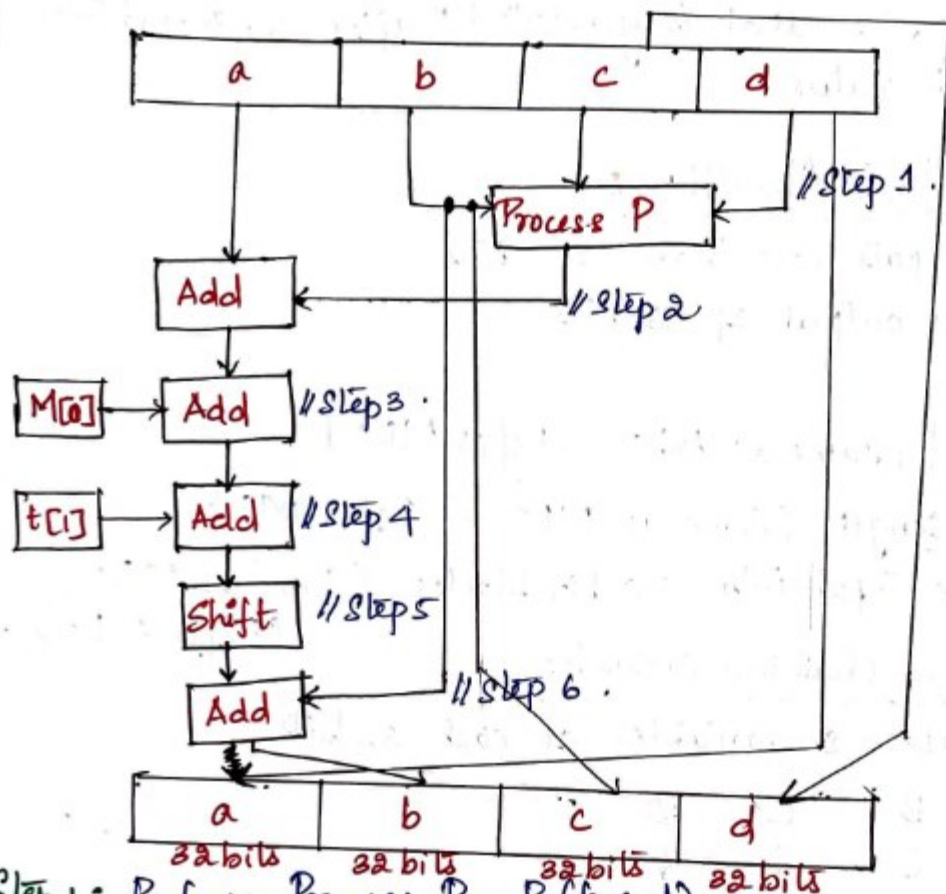 a b c d
Process P
// Step 1.
Add
// Step 2
M[0]
Add
// Step 3.
t[1]
Add
// Step 4
Shift
// Step 5
Add
// Step 6.
a b c d
32 bits 32 bits 32 bits 32 bits
Process P